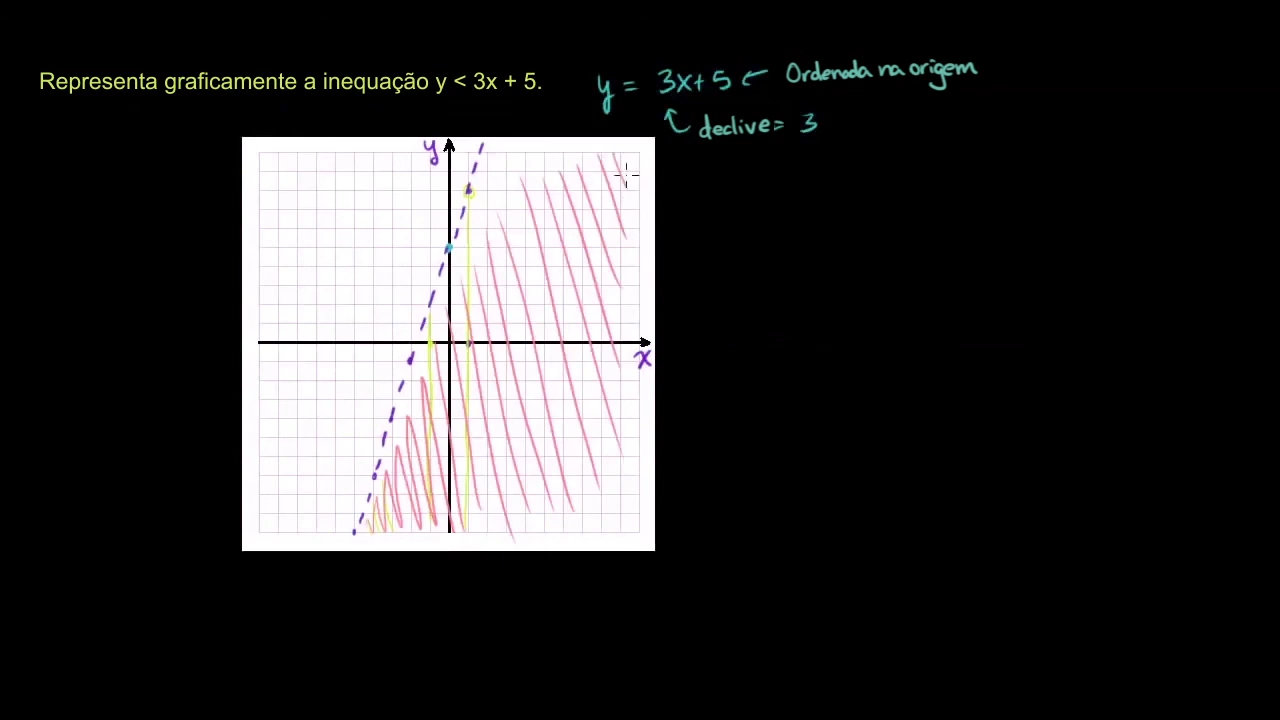 Representa graficamente a inequação y < 3x + 5.
y = 3x + 5 ← Ordenada na origem
declive = 3
y
x